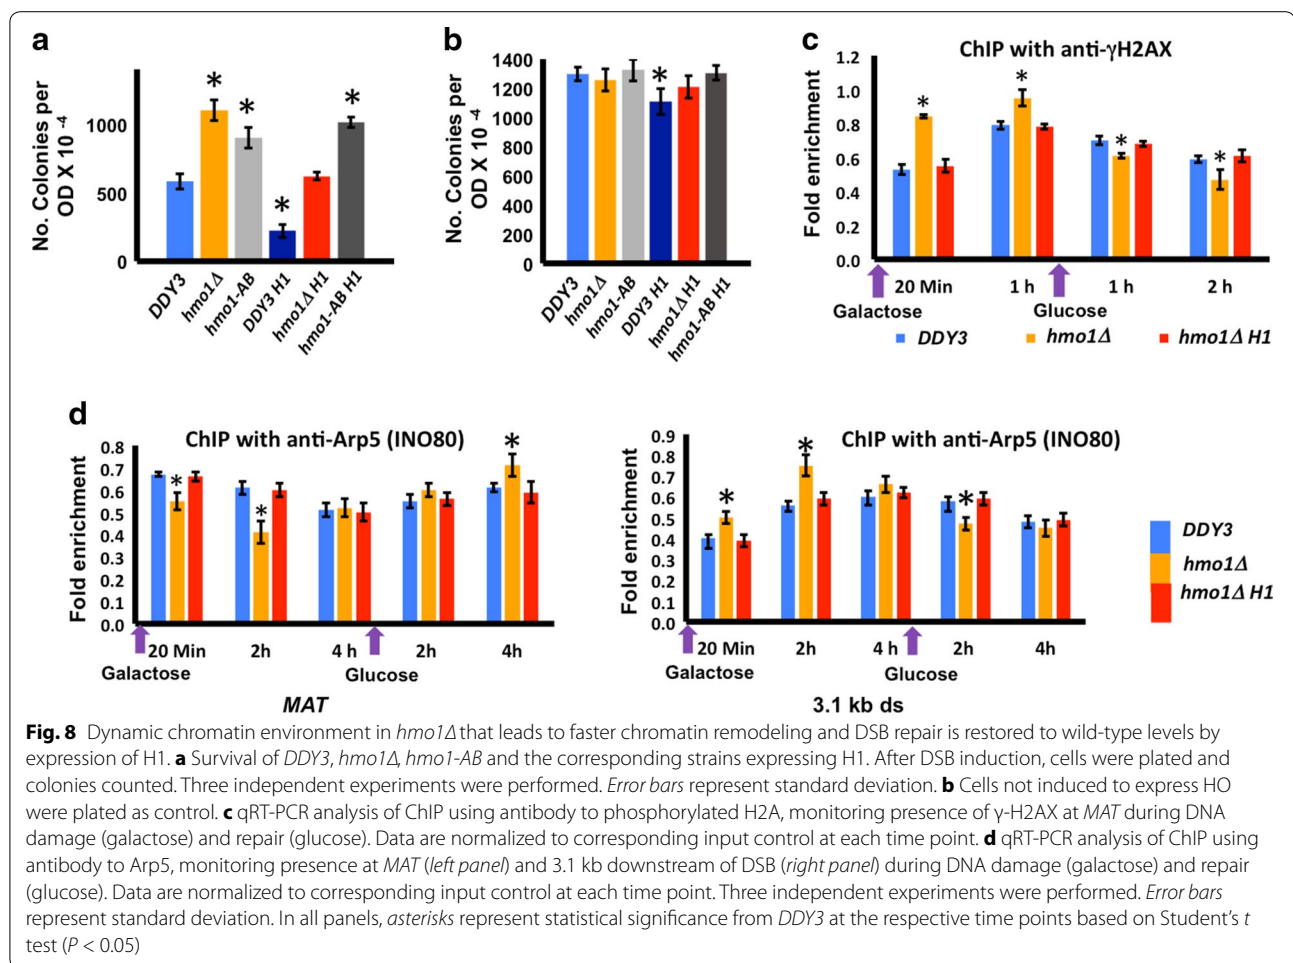 a
No. Colonies per
OD X 10 -4
1000
500
0
*
*
*
*
DDY3
hmo1Δ
hmo1-AB
DDY3 H1
hmo1Δ H1
hmo1-AB H1
b
No. Colonies per
OD X 10 -4
1400
1200
1000
800
600
400
200
0
*
DDY3
hmo1Δ
hmo1-AB
DDY3 H1
hmo1Δ H1
hmo1-AB H1
c
ChIP with anti-γH2AX
Fold enrichment
1.2
1.0
0.8
0.6
0.4
0.2
0.0
*
*
*
*
20 Min 1 h 1 h 2 h
Galactose Glucose
DDY3 hmo1Δ hmo1Δ H1
d
ChIP with anti-Arp5 (INO80)
Fold enrichment
0.8
0.7
0.6
0.5
0.4
0.3
0.2
0.1
0.0
*
*
*
20 Min 2h 4 h 2h 4h
Galactose Glucose
MAT
ChIP with anti-Arp5 (INO80)
Fold enrichment
0.9
0.8
0.7
0.6
0.5
0.4
0.3
0.2
0.1
0.0
*
*
*
20 Min 2h 4 h 2h 4h
Galactose Glucose
3.1 kb ds
DDY3
hmo1Δ
hmo1Δ H1
Fig. 8 Dynamic chromatin environment in hmo1Δ that leads to faster chromatin remodeling and DSB repair is restored to wild-type levels by
expression of H1. a Survival of DDY3, hmo1Δ, hmo1-AB and the corresponding strains expressing H1. After DSB induction, cells were plated and
colonies counted. Three independent experiments were performed. Error bars represent standard deviation. b Cells not induced to express HO
were plated as control. c qRT-PCR analysis of ChIP using antibody to phosphorylated H2A, monitoring presence of γ-H2AX at MAT during DNA
damage (galactose) and repair (glucose). Data are normalized to corresponding input control at each time point. d qRT-PCR analysis of ChIP using
antibody to Arp5, monitoring presence at MAT (left panel) and 3.1 kb downstream of DSB (right panel) during DNA damage (galactose) and repair
(glucose). Data are normalized to corresponding input control at each time point. Three independent experiments were performed. Error bars
represent standard deviation. In all panels, asterisks represent statistical significance from DDY3 at the respective time points based on Student's t
test (P < 0.05)